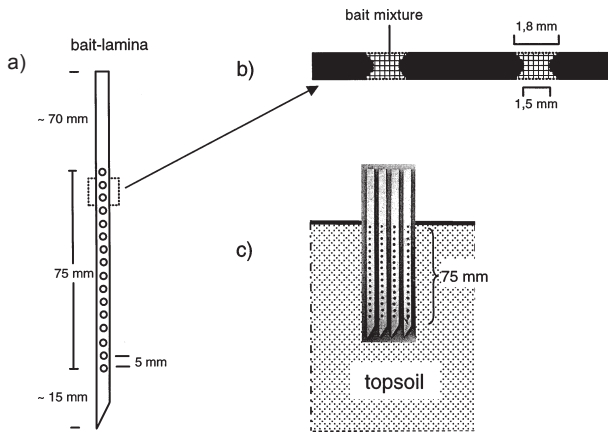 bait-lamina
a)
~ 70 mm
75 mm
5 mm
~ 15 mm
bait mixture
1,8 mm
b)
1,5 mm
c)
75 mm
topsoil